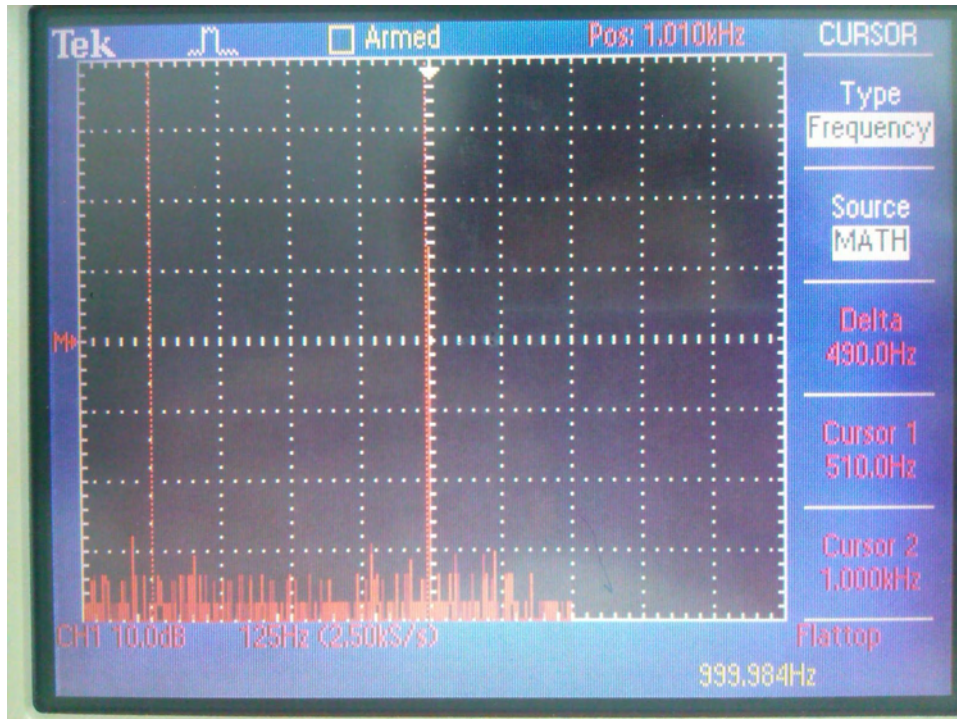 Tek Armed Pos: 1.010kHz CURSOR
Type
Frequency
Source
MATH
M
Delta
490.0Hz
Cursor 1
510.0Hz
Cursor 2
1.000kHz
CH1 10.0dB 125Hz (2.50kS/s) Flattop
999.984Hz